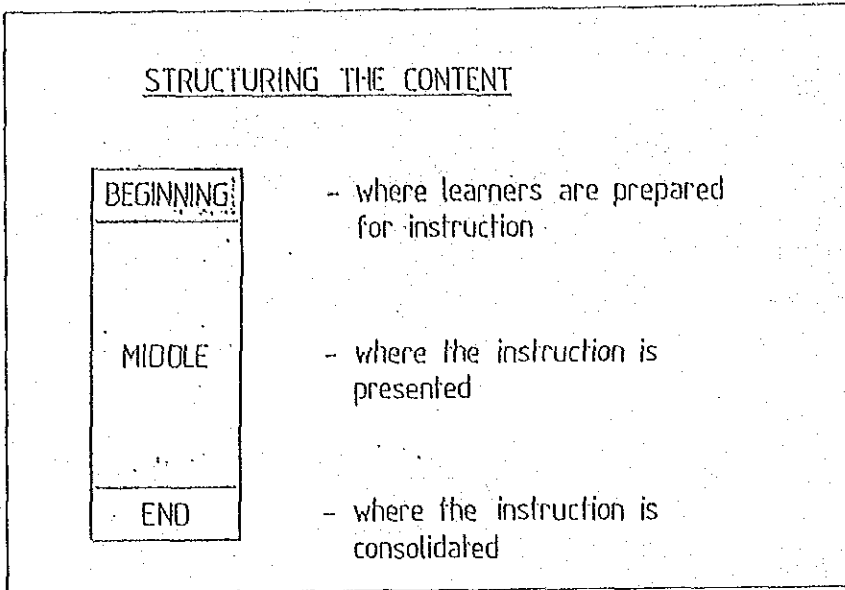 STRUCTURING THE CONTENT
BEGINNING
- where learners are prepared
for instruction
MIDDLE
- where the instruction is
presented
END
- where the instruction is
consolidated